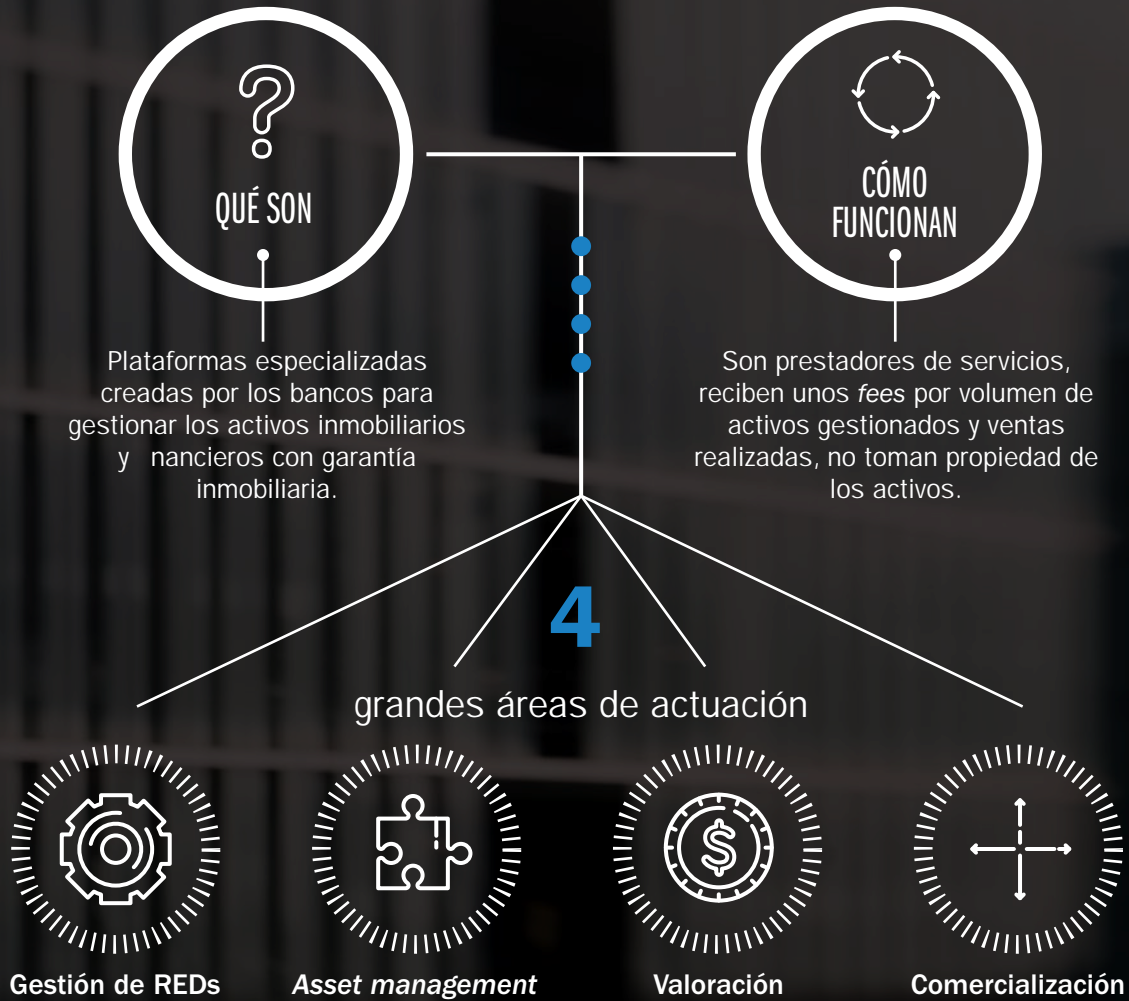 QUÉ SON
Plataformas especializadas
creadas por los bancos para
gestionar los activos inmobiliarios
y nancieros con garantía
inmobiliaria.
CÓMO
FUNCIONAN
Son prestadores de servicios,
reciben unos fees por volumen de
activos gestionados y ventas
realizadas, no toman propiedad de
los activos.
4
grandes áreas de actuación
Gestión de REDs
Asset management
Valoración
Comercialización